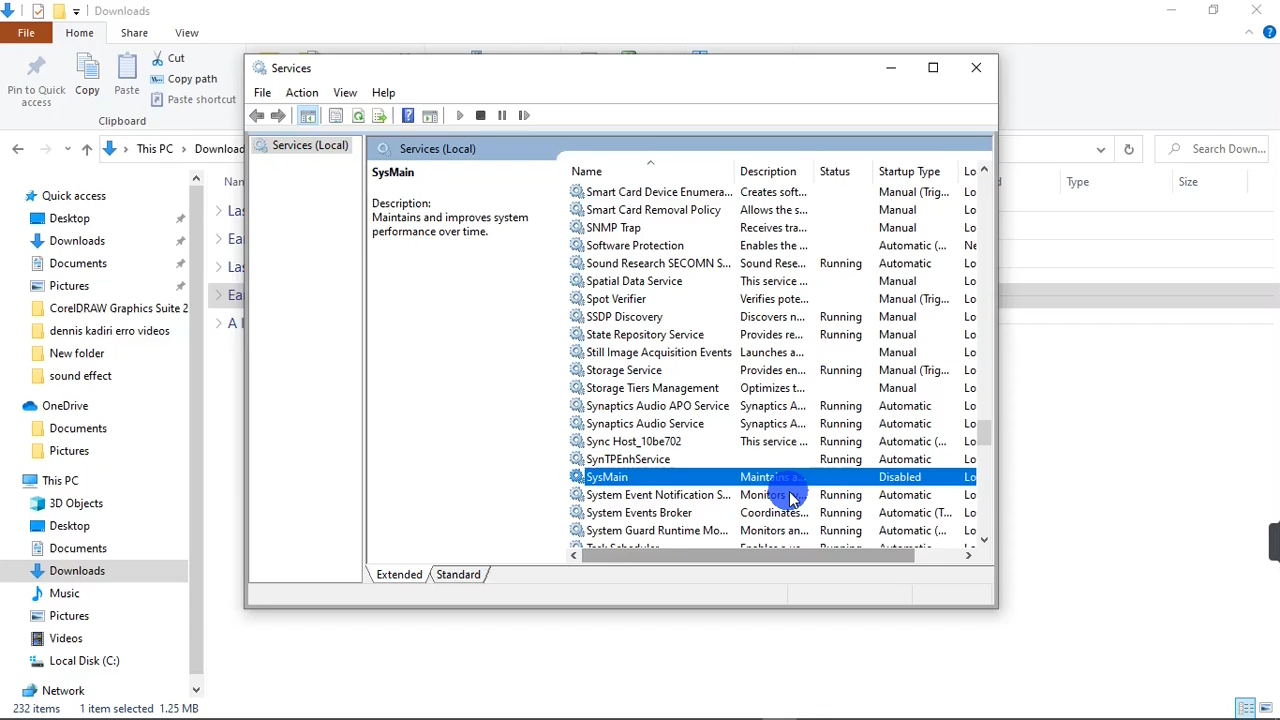 Downloads
File
Home
Share
View
Pin to Quick access
Copy
Paste
Cut
Copy path
Paste shortcut
Clipboard
This PC
Search Down...
Type
Size
Quick access
Desktop
Downloads
Documents
Pictures
CorelDRAW Graphics Suite 2
dennis kadiri erro videos
New folder
sound effect
OneDrive
Documents
Pictures
This PC
3D Objects
Desktop
Documents
Downloads
Music
Pictures
Videos
Local Disk (C:)
Network
232 items 1 item selected 1.25 MB
Services
File Action View Help
Services (Local)
Services (Local)
SysMain
Description:
Maintains and improves system
performance over time.
Name Description Status Startup Type Lo
Smart Card Device Enumera... Creates soft... Manual (Trig... Lo
Smart Card Removal Policy Allows the s... Manual Lo
SNMP Trap Receives tra... Manual Lo
Software Protection Enables the ... Automatic (... Ne
Sound Research SECOMN S... Sound Rese... Running Automatic Lo
Spatial Data Service This service ... Manual Lo
Spot Verifier Verifies pote... Manual (Trig... Lo
SSDP Discovery Discovers n... Running Manual Lo
State Repository Service Provides re... Running Manual Lo
Still Image Acquisition Events Launches a... Manual Lo
Storage Service Provides en... Running Manual (Trig... Lo
Storage Tiers Management Optimizes t... Manual Lo
Synaptics Audio APO Service Synaptics A... Running Automatic Lo
Synaptics Audio Service Synaptics A... Running Automatic Lo
Sync Host_10be702 This service ... Running Automatic (... Lo
SynTPEnhService Running Automatic Lo
SysMain Maintains a... Disabled Lo
System Event Notification S... Monitors Running Automatic Lo
System Events Broker Coordinates... Running Automatic (T... Lo
System Guard Runtime Mo... Monitors an... Running Automatic (... Lo
Extended Standard